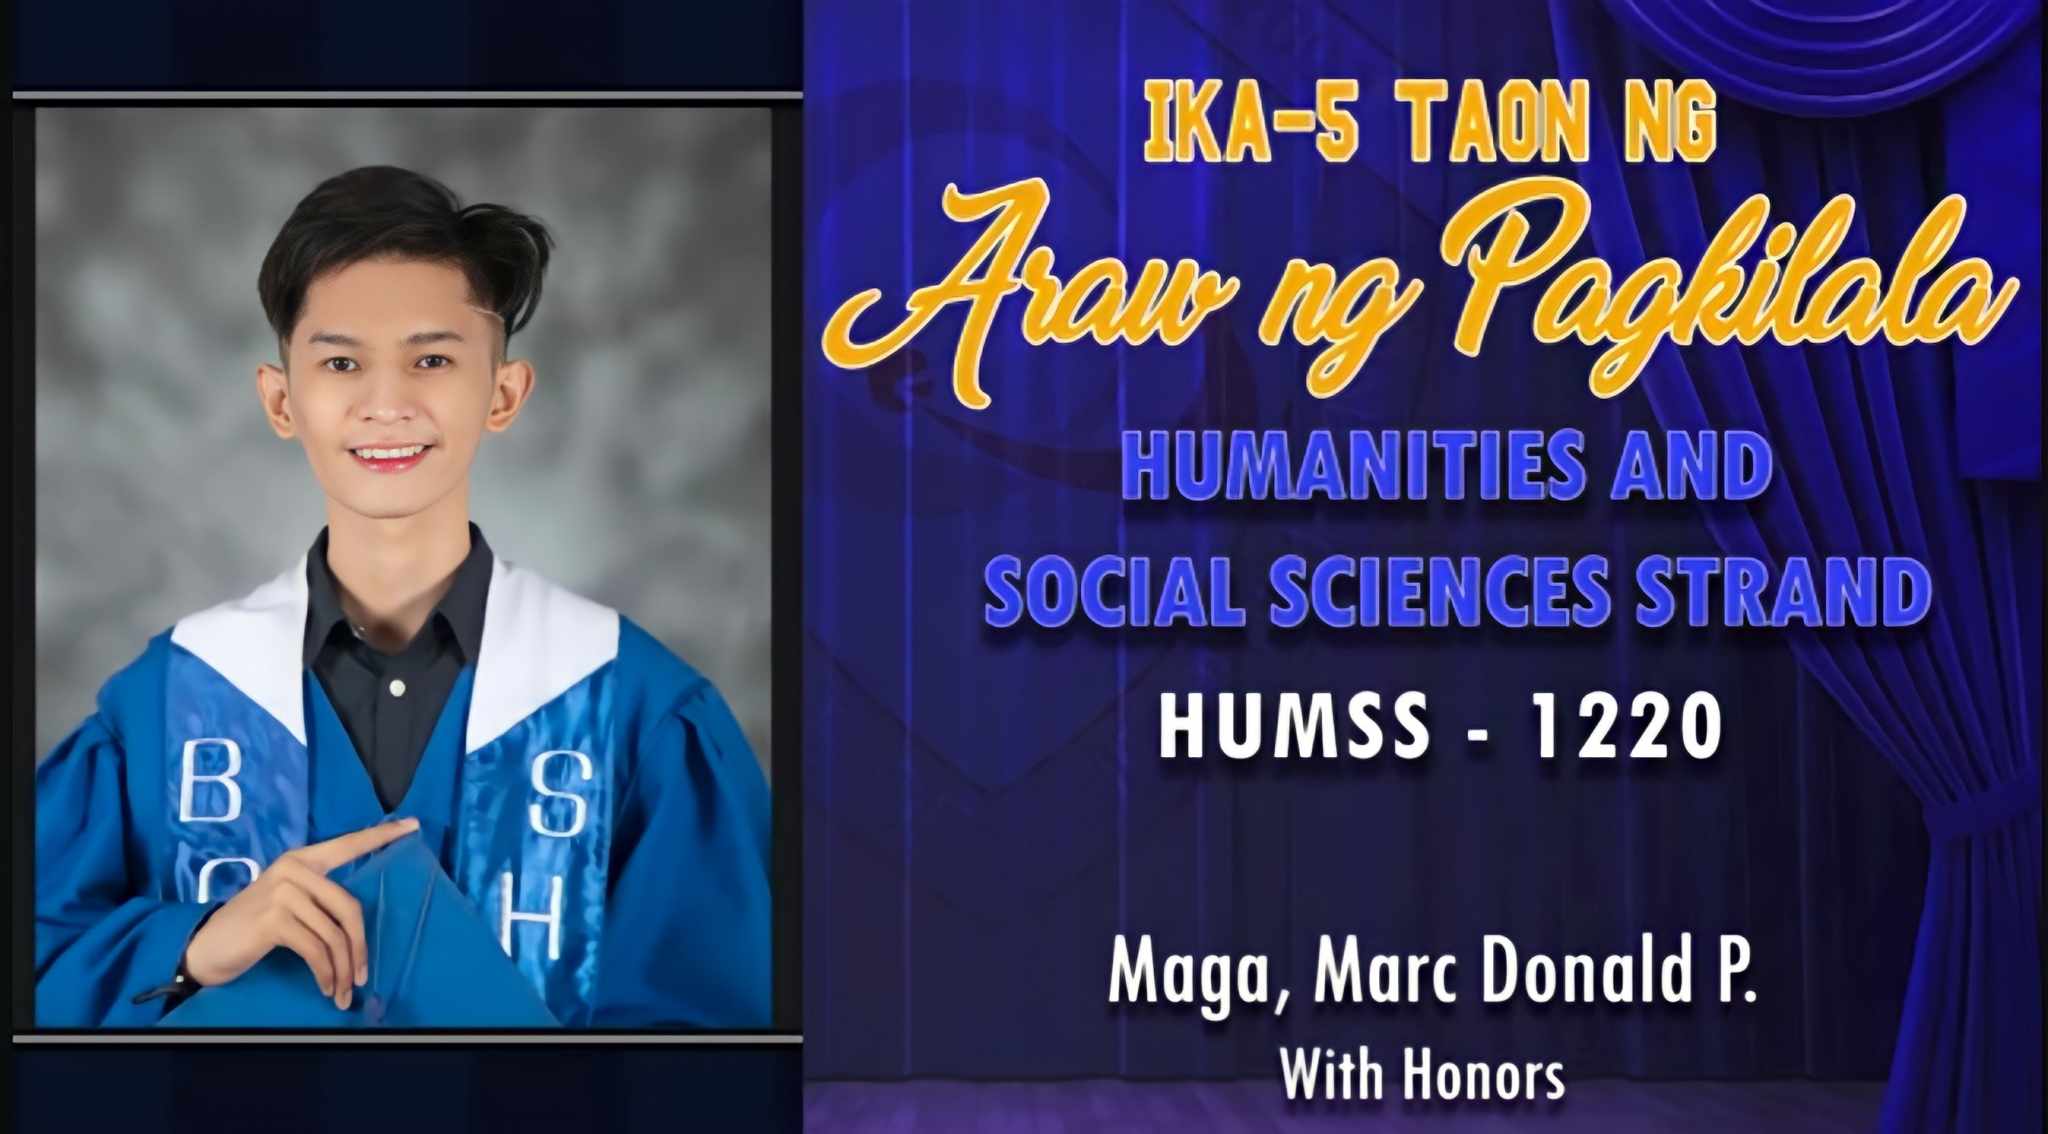 IKA-5 TAON NG
Araw ng Pagkilala
HUMANITIES AND
SOCIAL SCIENCES STRAND
HUMSS - 1220
Maga, Marc Donald P.
With Honors
B S
H